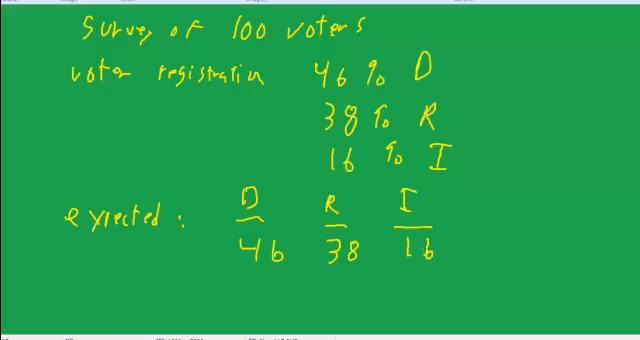 Survey of 100 voters
voter registration 46 % D
38 % R
16 % I
D R I
expected: 46 38 16